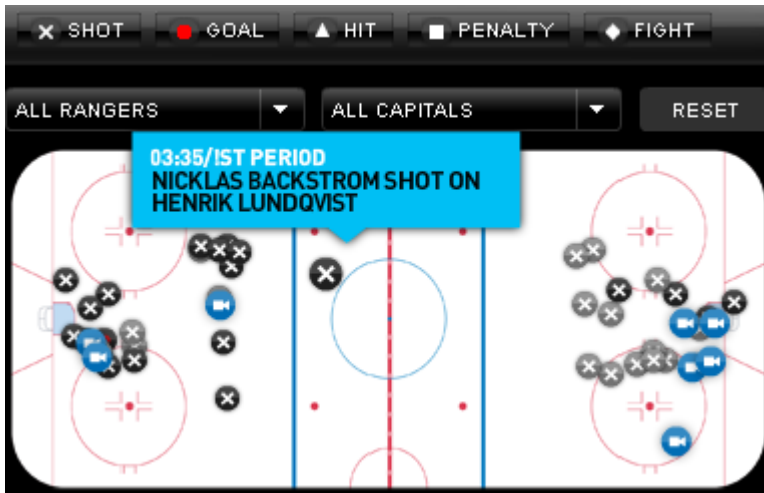 SHOT GOAL HIT PENALTY FIGHT
ALL RANGERS ALL CAPITALS RESET
03:35/1ST PERIOD
NICKLAS BACKSTROM SHOT ON
HENRIK LUNDQVIST